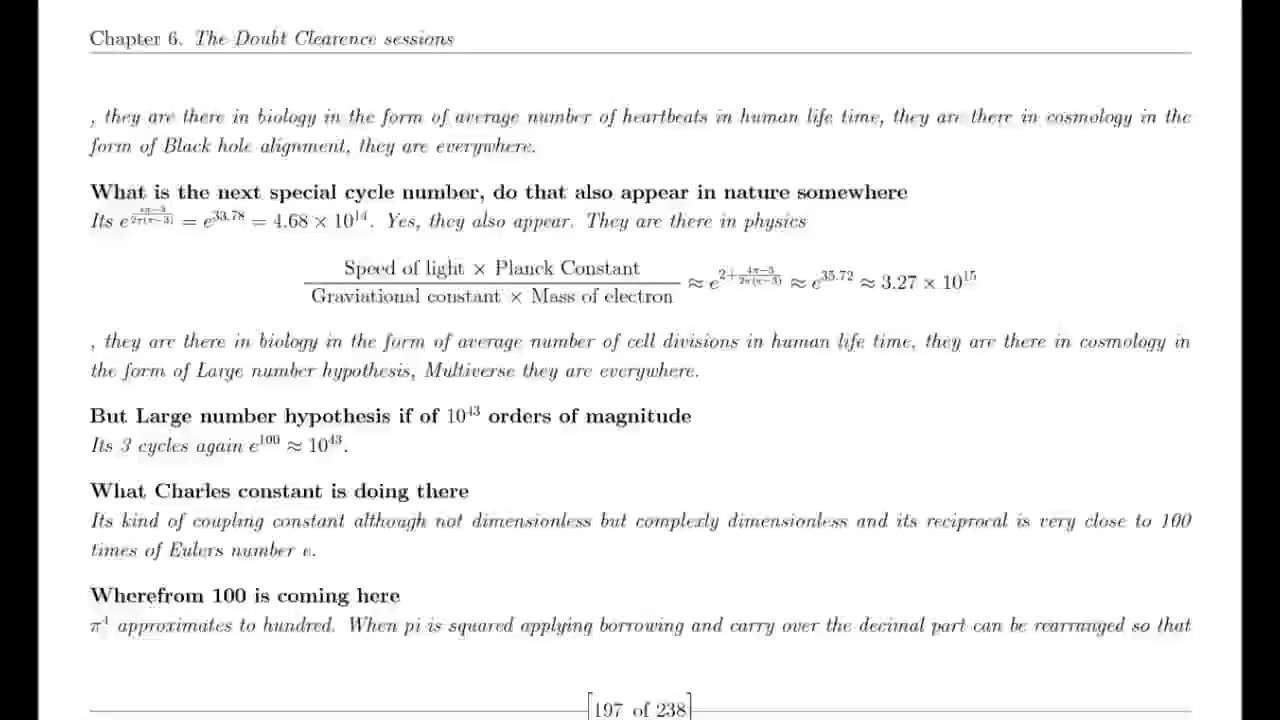 Chapter 6. The Doubt Clearence sessions
, they are there in biology in the form of average number of heartbeats in human life time, they are there in cosmology in the
form of Black hole alignment, they are everywhere.
What is the next special cycle number, do that also appear in nature somewhere
Its e 2π(π−3) = e^33.78 = 4.68 × 10^14. Yes, they also appear. They are there in physics
Speed of light × Planck Constant
Graviational constant × Mass of electron
≈ e^2+ 4π−3 2π(π−3) ≈ e^35.72 ≈ 3.27 × 10^15
, they are there in biology in the form of average number of cell divisions in human life time, they are there in cosmology in
the form of Large number hypothesis, Multiverse they are everywhere.
But Large number hypothesis if of 10^43 orders of magnitude
Its 3 cycles again e^100 ≈ 10^43.
What Charles constant is doing there
Its kind of coupling constant although not dimensionless but complexly dimensionless and its reciprocal is very close to 100
times of Eulers number e.
Wherefrom 100 is coming here
π^4 approximates to hundred. When pi is squared applying borrowing and carry over the decimal part can be rearranged so that
[197 of 238]